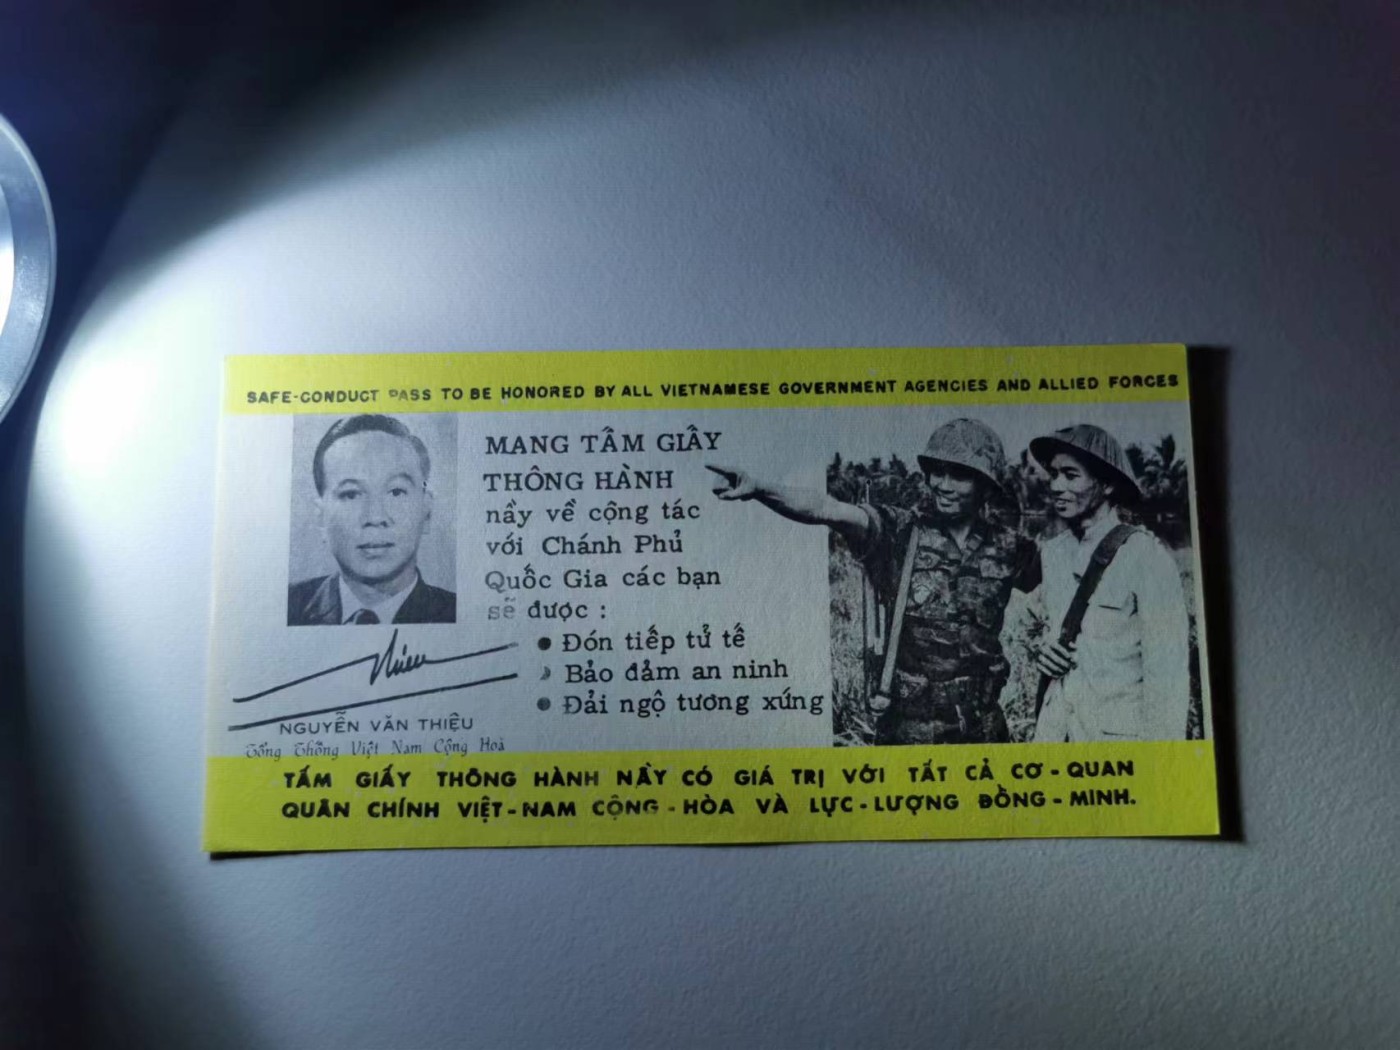 SAFE-CONDUCT PASS TO BE HONORED BY ALL VIETNAMESE GOVERNMENT AGENCIES AND ALLIED FORCES
MANG TẤM GIẤY
THÔNG HÀNH
nầy về cộng tác
với Chánh Phủ
Quốc Gia các bạn
sẽ được :
• Đón tiếp tử tế
• Bảo đảm an ninh
• Đải ngộ tương xứng
NGUYỄN VĂN THIỆU
Tổng Thống Việt Nam Cộng Hoà
TẤM GIẤY THÔNG HÀNH NẦY CÓ GIÁ TRỊ VỚI TẤT CẢ CƠ - QUAN
QUÂN CHÍNH VIỆT - NAM CỘNG - HÒA VÀ LỰC - LƯỢNG ĐỒNG - MINH.